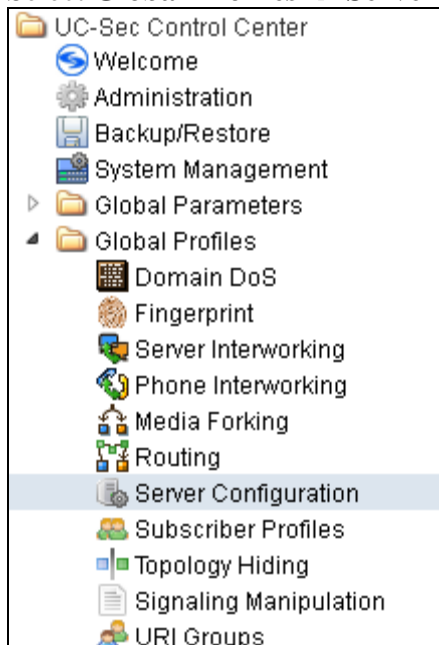 UC-Sec Control Center
Welcome
Administration
Backup/Restore
System Management
Global Parameters
Global Profiles
Domain DoS
Fingerprint
Server Interworking
Phone Interworking
Media Forking
Routing
Server Configuration
Subscriber Profiles
Topology Hiding
Signaling Manipulation
URI Groups